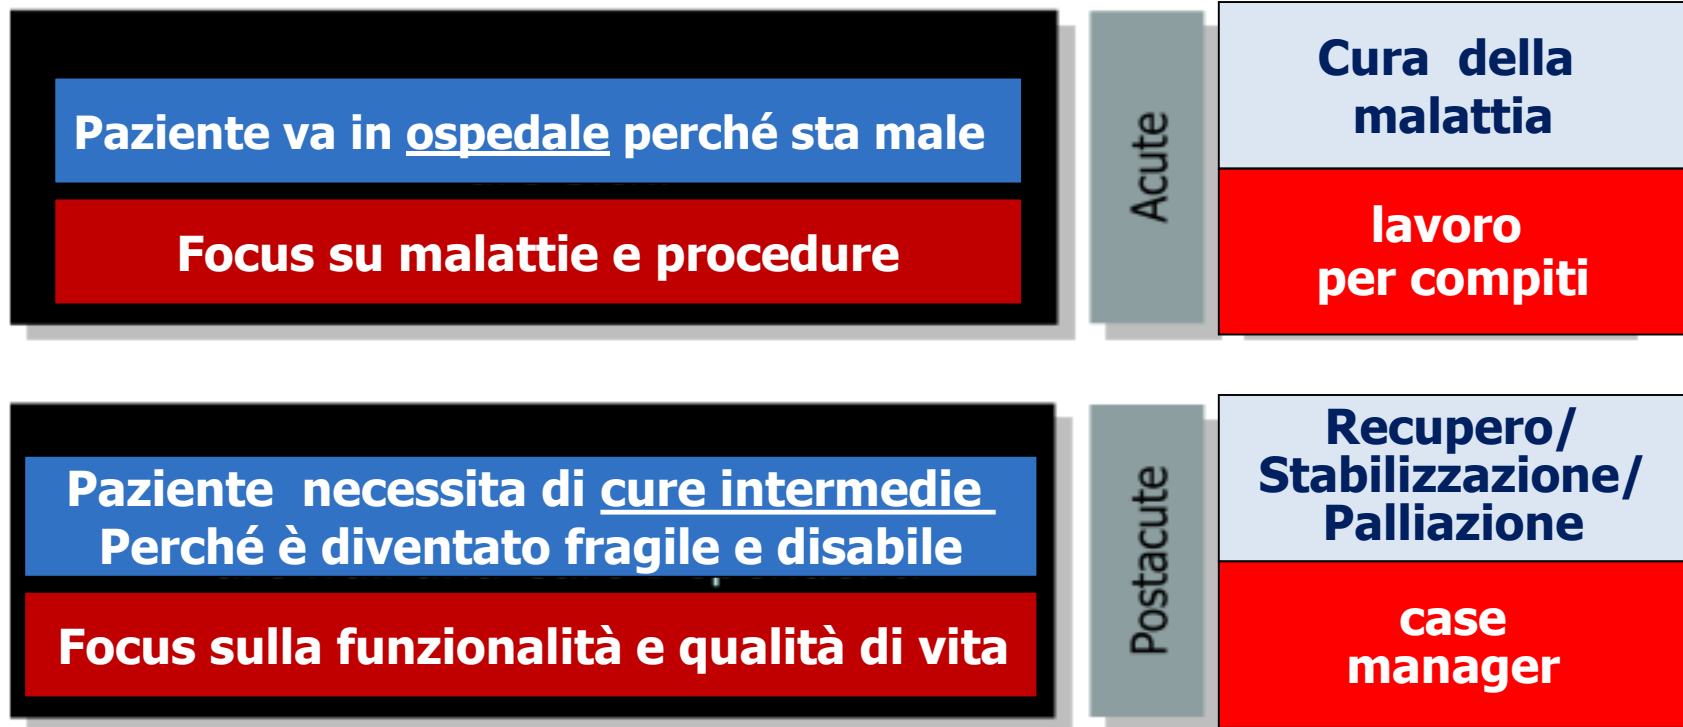 Paziente va in ospedale perché sta male
Focus su malattie e procedure
Acute
Cura della
malattia
lavoro
per compiti
Paziente necessita di cure intermedie
Perché è diventato fragile e disabile
Focus sulla funzionalità e qualità di vita
Postacute
Recupero/
Stabilizzazione/
Palliazione
case
manager